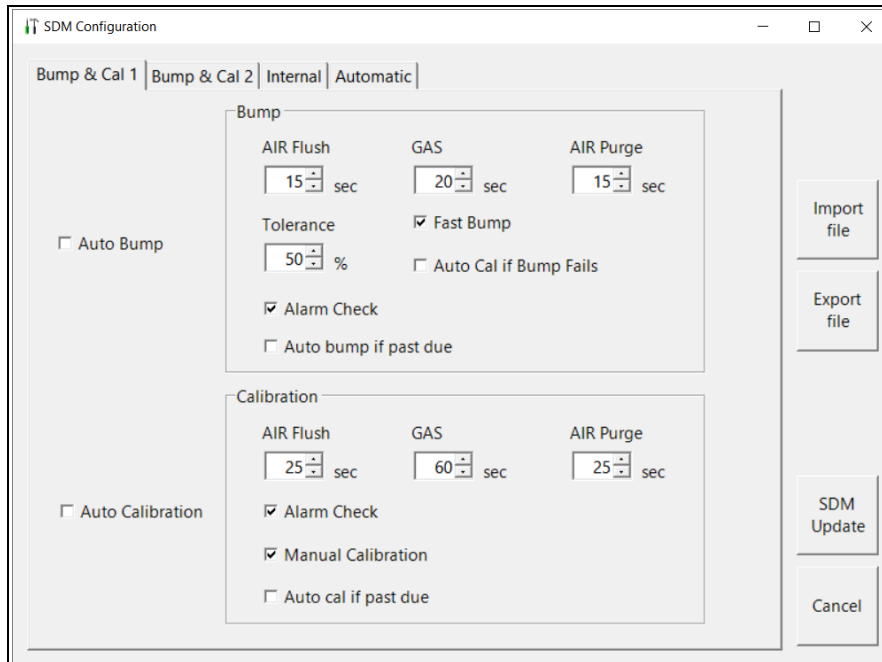 SDM Configuration
Bump & Cal 1 Bump & Cal 2 Internal Automatic
Bump
AIR Flush GAS AIR Purge
15 sec 20 sec 15 sec
Tolerance Fast Bump
Auto Bump
50 % Auto Cal if Bump Fails
Alarm Check
Auto bump if past due
Calibration
AIR Flush GAS AIR Purge
25 sec 60 sec 25 sec
Auto Calibration Alarm Check
Manual Calibration
Auto cal if past due
Import
file
Export
file
SDM
Update
Cancel